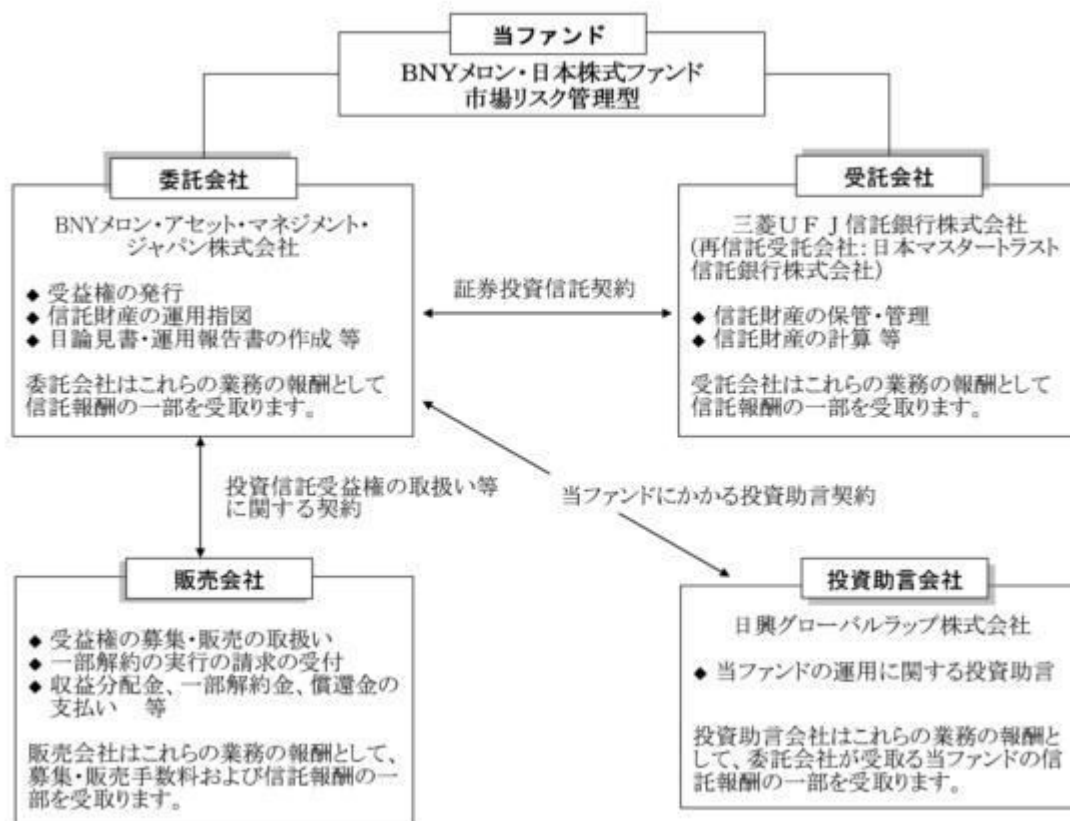 当ファンド
BNYメロン・日本株式ファンド
市場リスク管理型
委託会社
BNYメロン・アセット・マネジメント・
ジャパン株式会社
◆ 受益権の発行
◆ 信託財産の運用指図
◆ 目論見書・運用報告書の作成 等
委託会社はこれらの業務の報酬として
信託報酬の一部を受取ります。
証券投資信託契約
受託会社
三菱UFJ信託銀行株式会社
(再信託受託会社：日本マスタートラスト
信託銀行株式会社)
◆ 信託財産の保管・管理
◆ 信託財産の計算 等
受託会社はこれらの業務の報酬として
信託報酬の一部を受取ります。
投資信託受益権の取扱い等
に関する契約
当ファンドにかかる投資助言契約
販売会社
◆ 受益権の募集・販売の取扱い
◆ 一部解約の実行の請求の受付
◆ 収益分配金、一部解約金、償還金の
支払い 等
販売会社はこれらの業務の報酬として、
募集・販売手数料および信託報酬の一
部を受取ります。
投資助言会社
日興グローバルラップ株式会社
◆ 当ファンドの運用に関する投資助言
投資助言会社はこれらの業務の報酬と
して、委託会社が受取る当ファンドの信
託報酬の一部を受取ります。